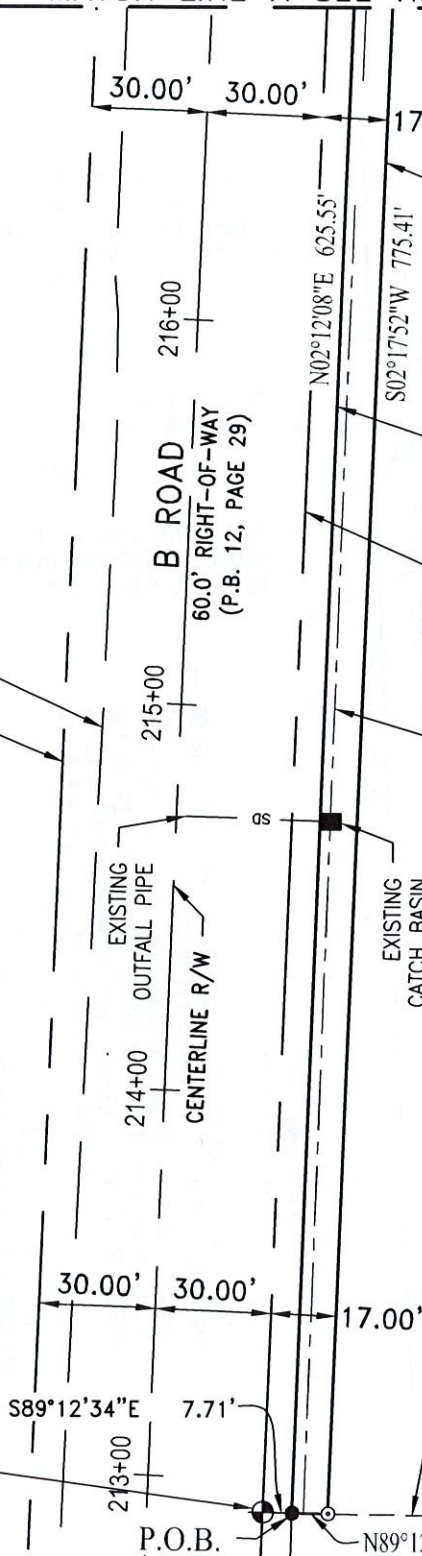 30.00'
30.00'
17
N02°12'08"E 625.55'
S02°17'52"W 775.41'
216+00
B ROAD
60.0' RIGHT-OF-WAY
(P.B. 12, PAGE 29)
215+00
SD
EXISTING
OUTFALL PIPE
EXISTING
CATCH BASIN
CENTERLINE R/W
214+00
30.00'
30.00'
17.00'
S89°12'34"E 7.71'
213+00
P.O.B.
N89°12